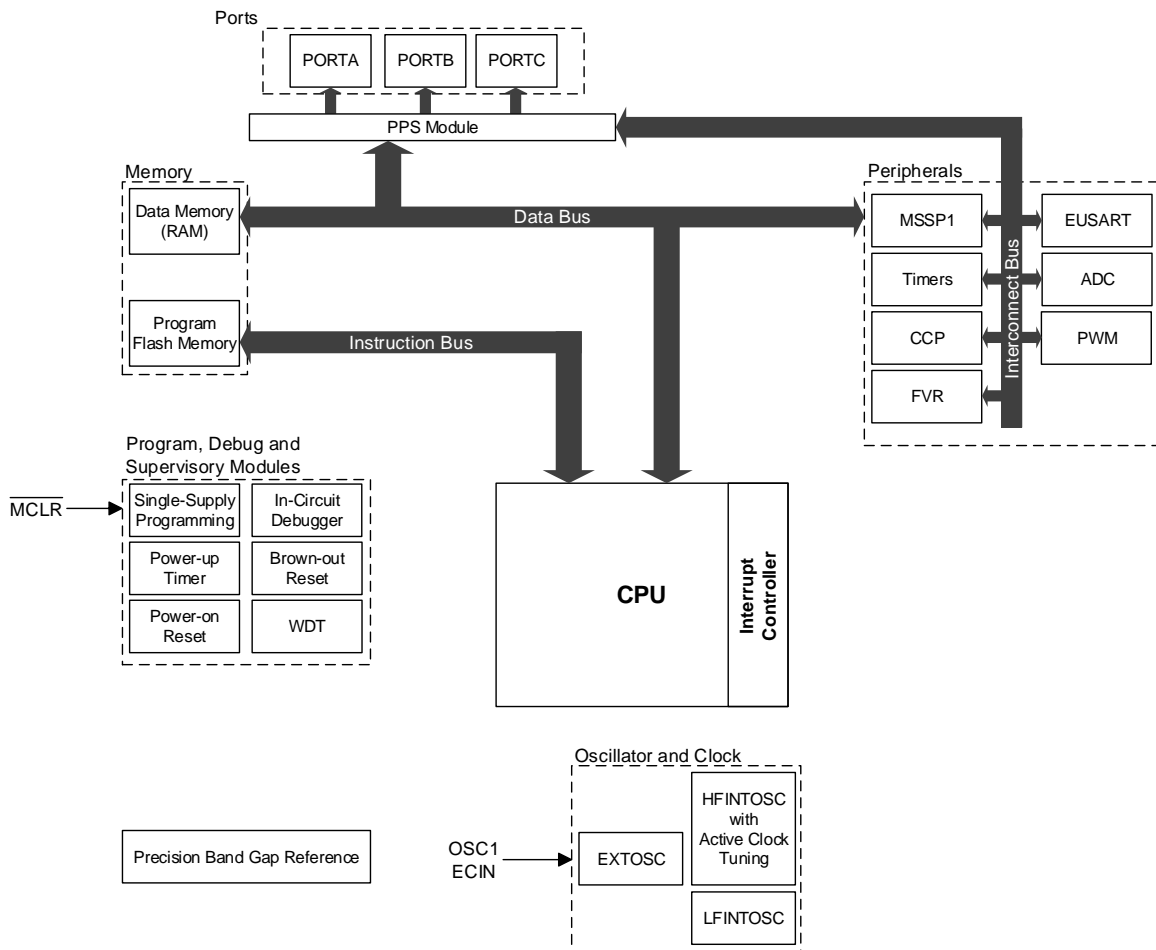 Ports
PORTA
PORTB
PORTC
PPS Module
Memory
Data Memory
(RAM)
Program
Flash Memory
Data Bus
Instruction Bus
Peripherals
MSSP1
EUSART
Timers
ADC
CCP
PWM
FVR
Interconnect Bus
Program, Debug and
Supervisory Modules
MCLR
Single-Supply
Programming
In-Circuit
Debugger
Power-up
Timer
Brown-out
Reset
Power-on
Reset
WDT
CPU
Interrupt
Controller
Oscillator and Clock
HFINTOSC
with
Active Clock
Tuning
EXTOSC
LFINTOSC
OSC1
ECIN
Precision Band Gap Reference